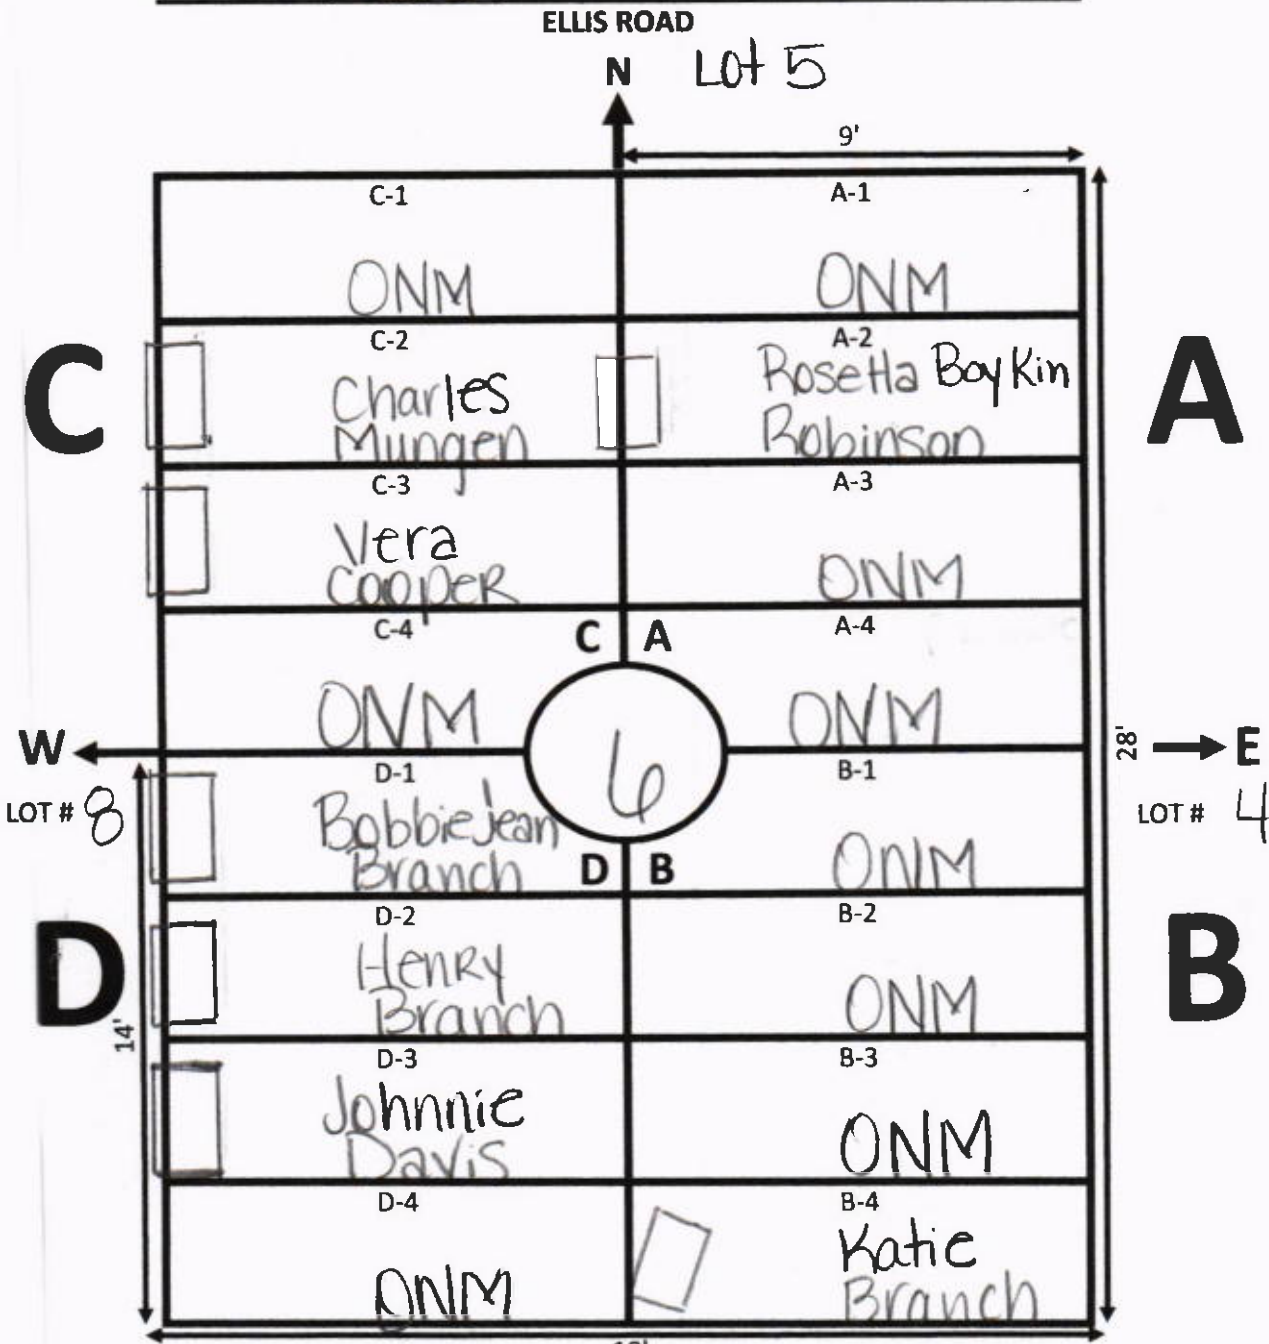 ELLIS ROAD
N Lot 5
9'
C-1 A-1
ONM ONM
C-2 A-2
Charles Rosetta Boykin
Mungen Robinson
C A
C-3 A-3
Vera
Cooper ONM
C-4 C A A-4
ONM ONM
W 6 28' E
D-1 B-1
LOT # 8 LOT # 4
Bobbie Jean
Branch ONM
D B
D-2 B-2
D B
Henry
Branch ONM
14'
D-3 B-3
Johnnie
Davis ONM
D-4 B-4
Katie
ONM Branch